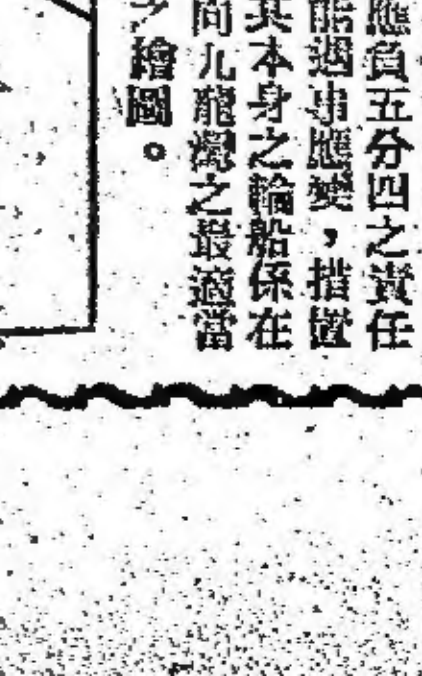 應負五分四之責任
能遇事應變，措置
其本身之輪船係在
向九龍灣之最適當
之繪圖。